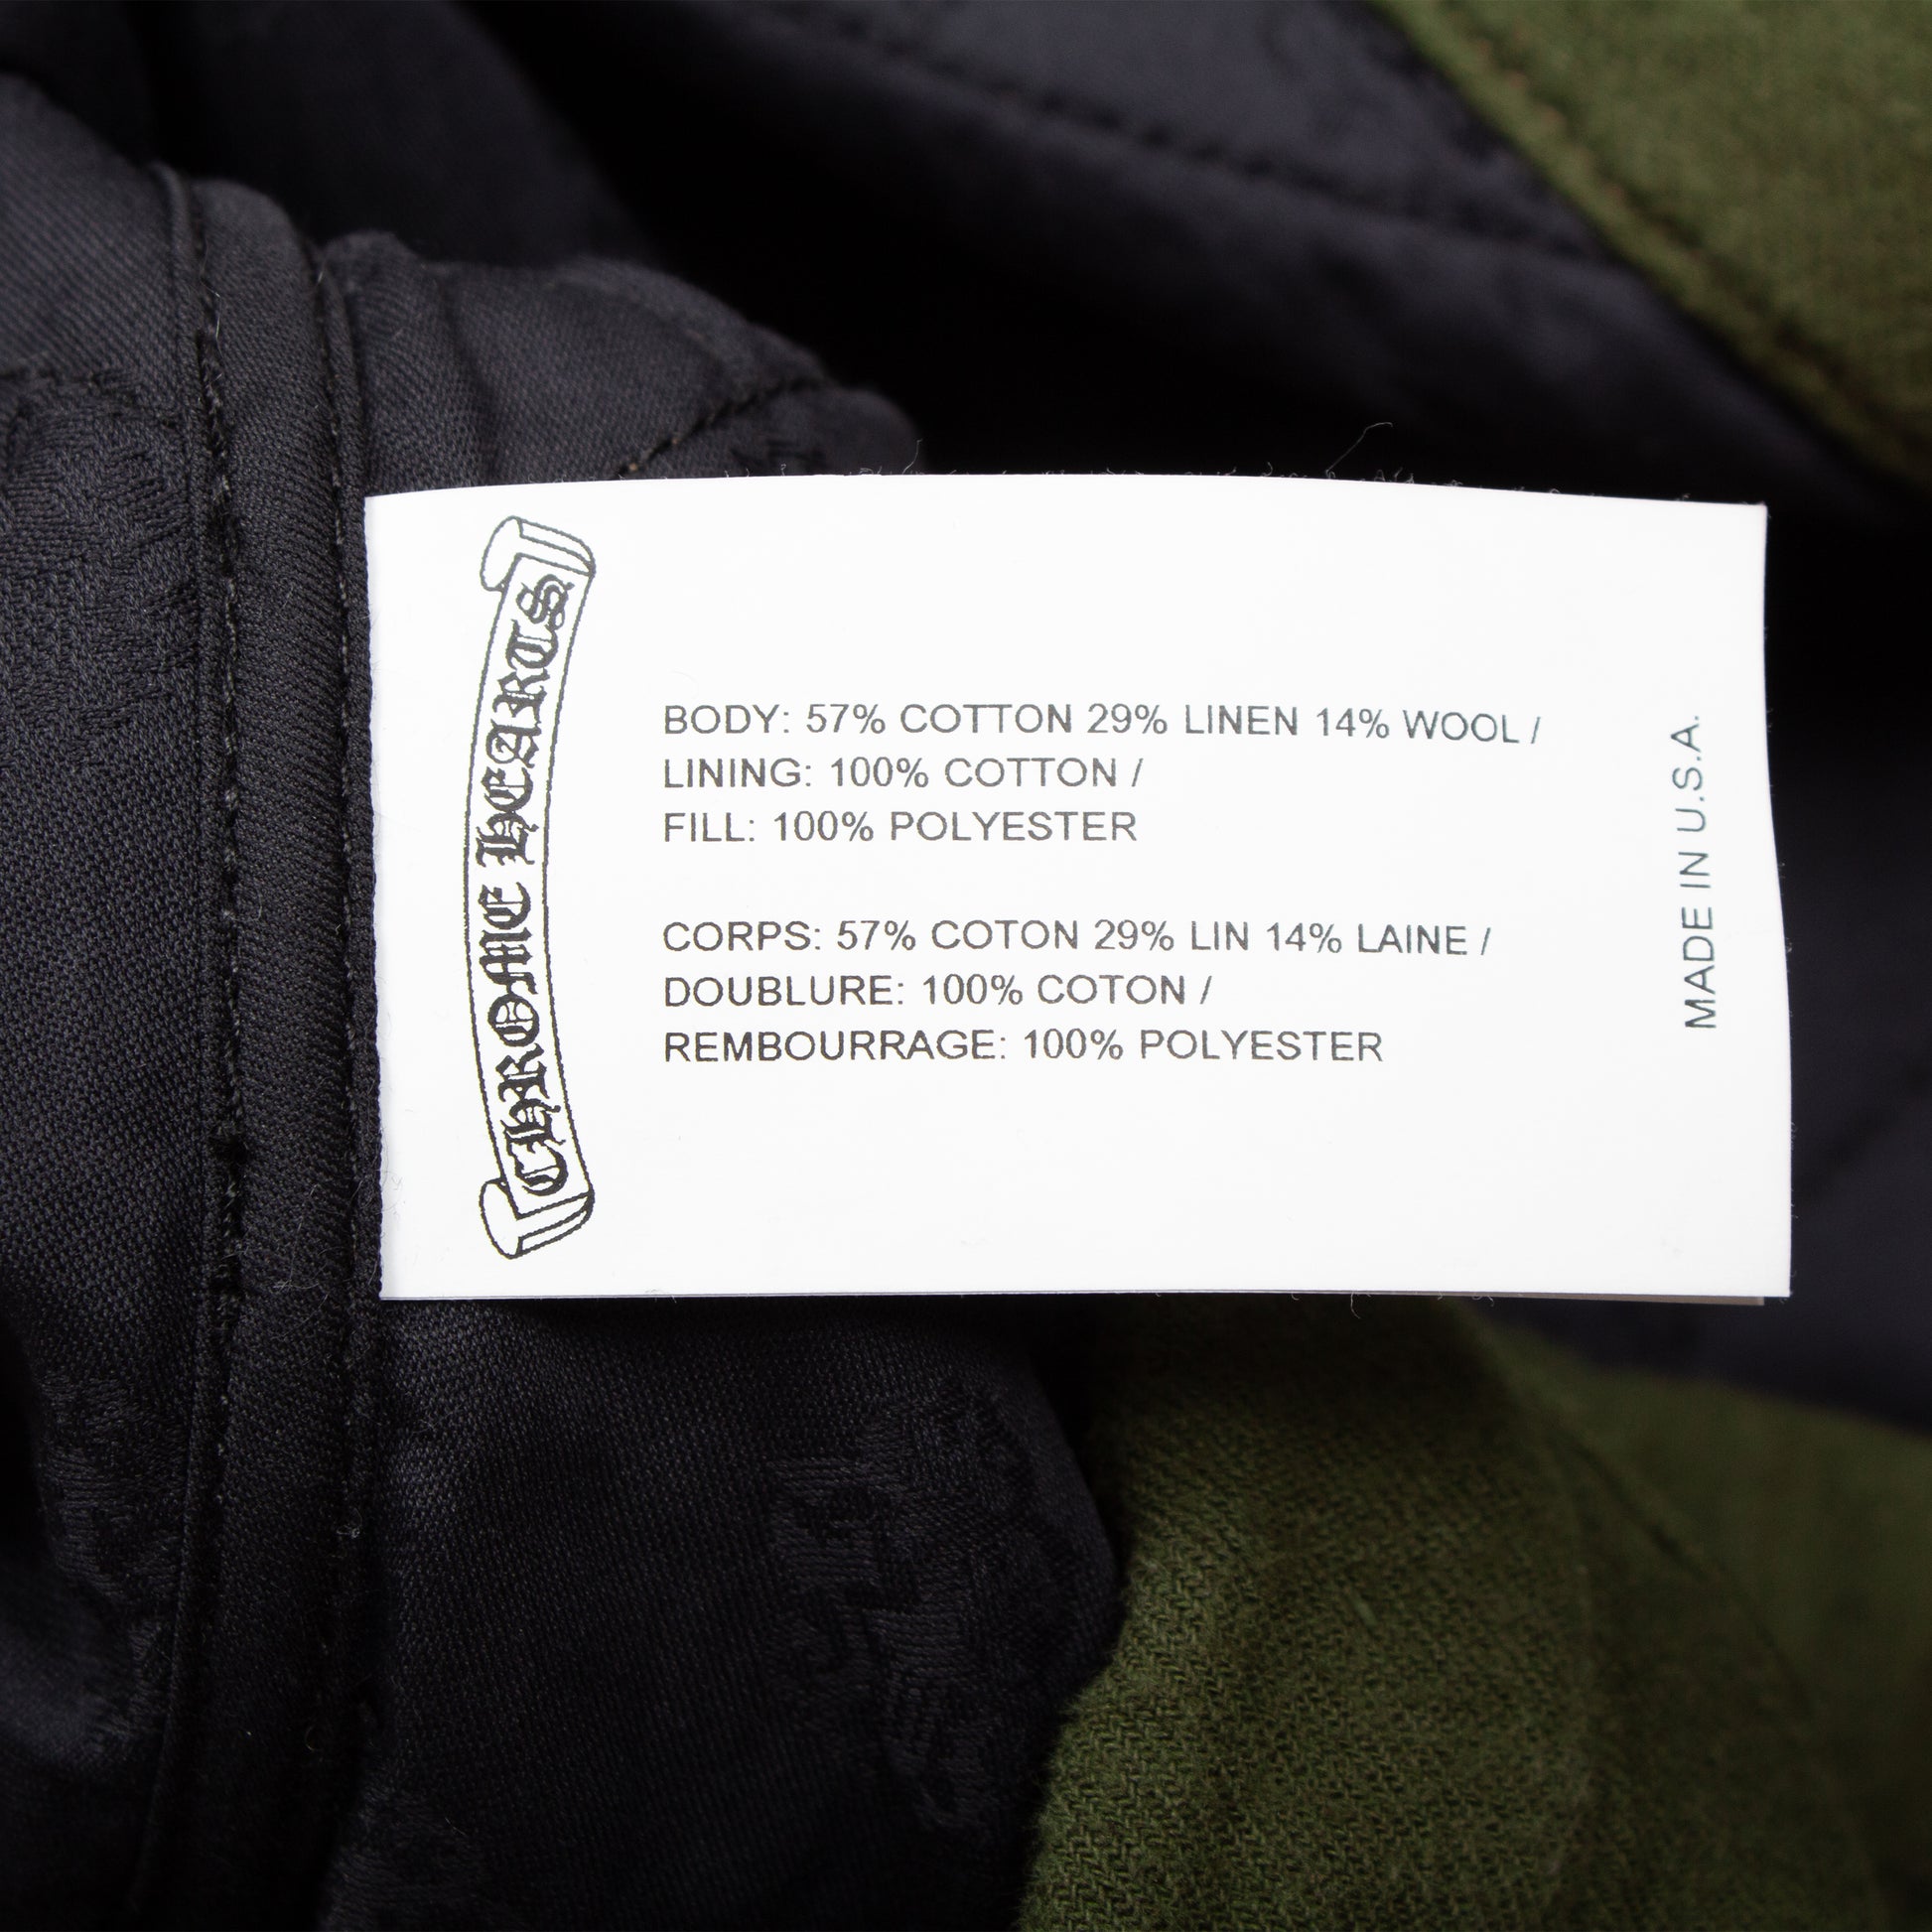 CHROME HEARTS
BODY: 57% COTTON 29% LINEN 14% WOOL /
LINING: 100% COTTON /
FILL: 100% POLYESTER
CORPS: 57% COTON 29% LIN 14% LAINE /
DOUBLURE: 100% COTON /
REMBOURRAGE: 100% POLYESTER
MADE IN U.S.A.